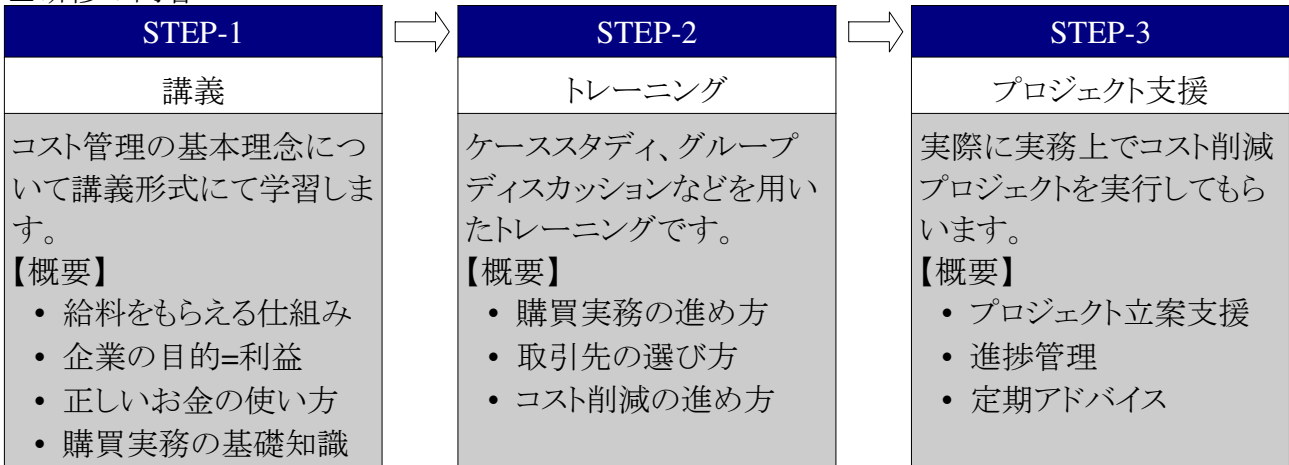 STEP-1
講義
コスト管理の基本理念につ
いて講義形式にて学習しま
す。
【概要】
• 給料をもらえる仕組み
• 企業の目的=利益
• 正しいお金の使い方
• 購買実務の基礎知識
STEP-2
トレーニング
ケーススタディ、グループ
ディスカッションなどを用い
たトレーニングです。
【概要】
• 購買実務の進め方
• 取引先の選び方
• コスト削減の進め方
STEP-3
プロジェクト支援
実際に実務上でコスト削減
プロジェクトを実行してもら
います。
【概要】
• プロジェクト立案支援
• 進捗管理
• 定期アドバイス